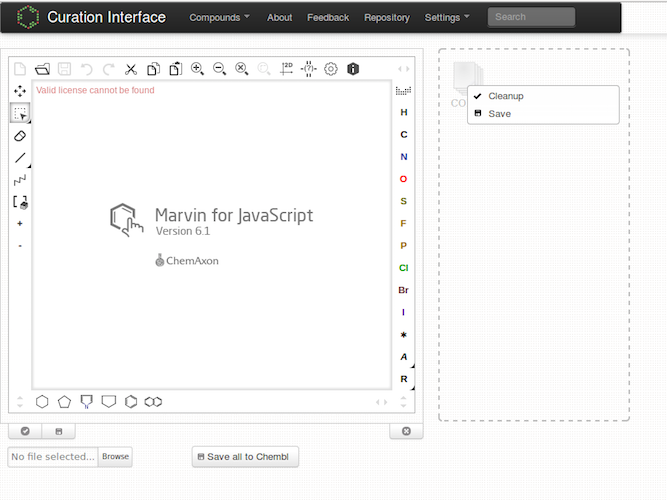 Curation Interface Compounds About Feedback Repository Settings Search
2D
Valid license cannot be found
H
C
N
O
S
F
P
Cl
Br
I
A
R
Marvin for JavaScript
Version 6.1
ChemAxon
Cleanup
Save
No file selected... Browse Save all to Chembl